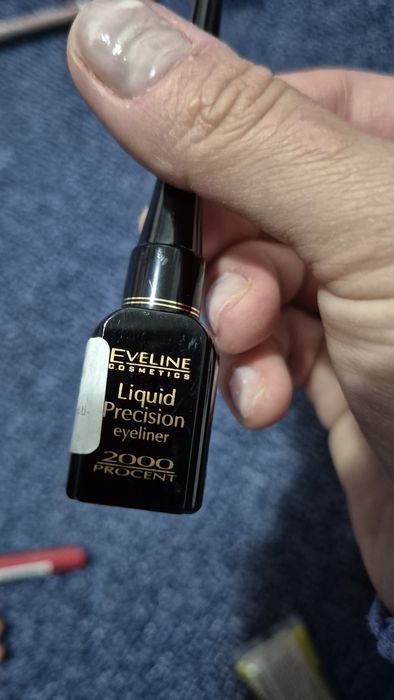 EVELINE
COSMETICS
Liquid
Precision
eyeliner
2000
PROCENT